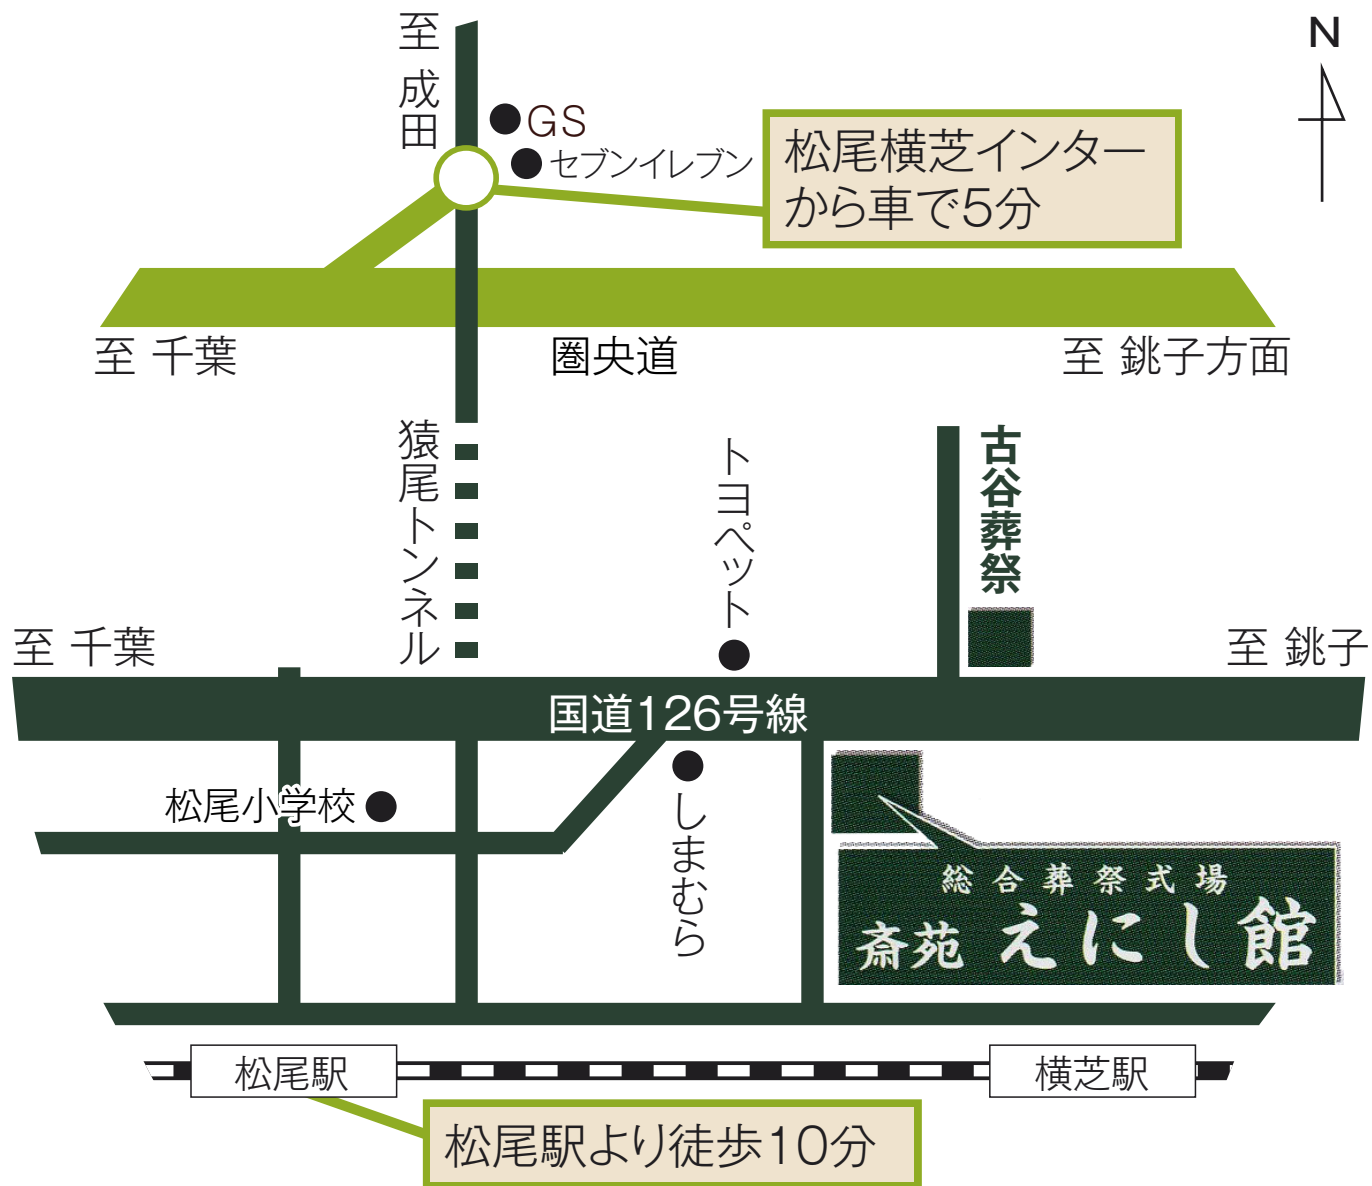 至 成田
N
GS
セブンイレブン
松尾横芝インター
から車で5分
至 千葉
圏央道
至 銚子方面
猿尾トンネル
トヨペット
古谷葬祭
至 千葉
至 銚子
国道126号線
松尾小学校
しまむら
総合葬祭式場
斎苑 えにし館
松尾駅
横芝駅
松尾駅より徒歩10分